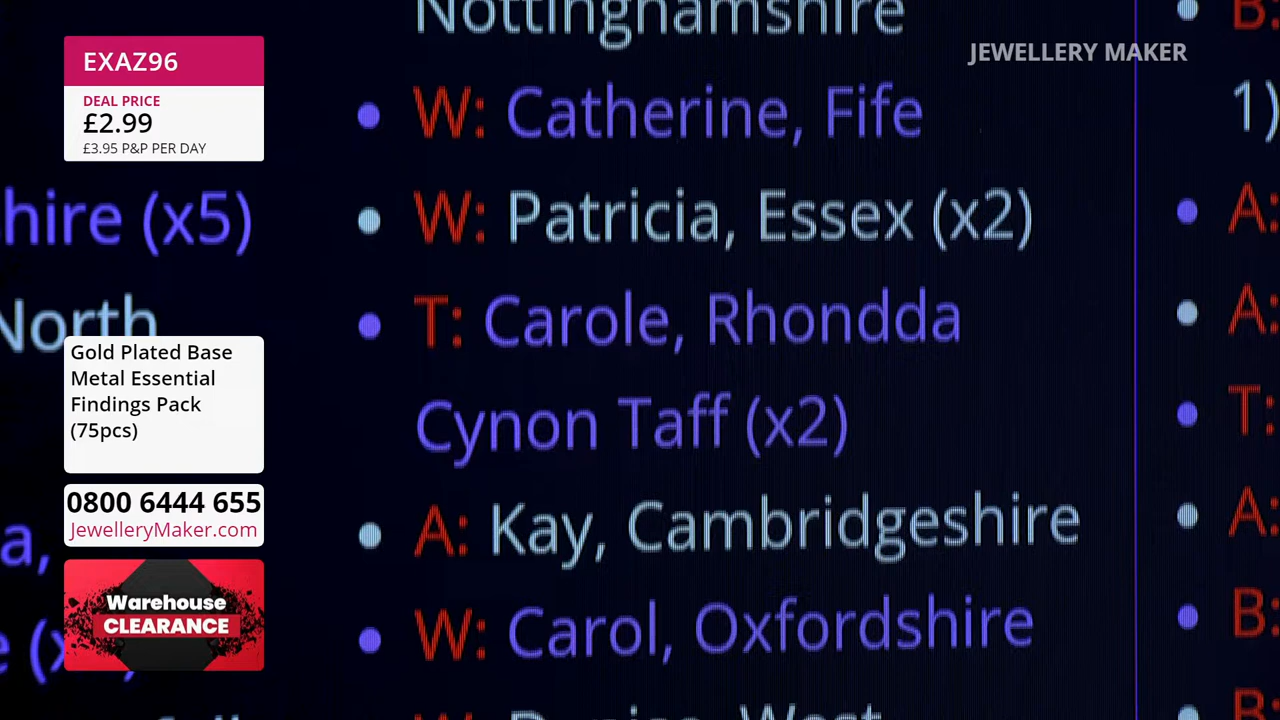 EXAZ96
DEAL PRICE
£2.99
£3.95 P&P PER DAY
Gold Plated Base
Metal Essential
Findings Pack
(75pcs)
0800 6444 655
JewelleryMaker.com
Warehouse
CLEARANCE
JEWELLERY MAKER
hire (x5)
North
a,
Nottinghamshire
W: Catherine, Fife
W: Patricia, Essex (x2)
T: Carole, Rhondda
Cynon Taff (x2)
A: Kay, Cambridgeshire
W: Carol, Oxfordshire
B:
1)
A:
A:
T:
A:
B:
B: